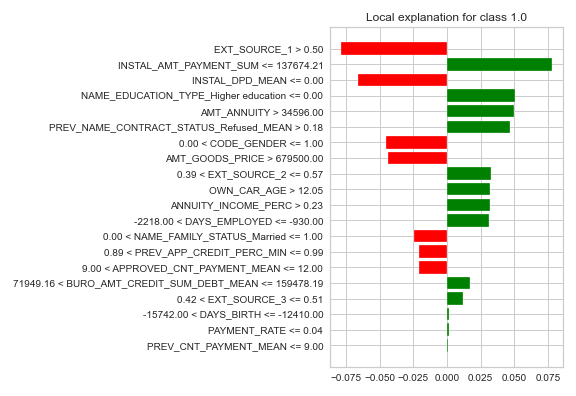 Local explanation for class 1.0
EXT_SOURCE_1 > 0.50
INSTAL_AMT_PAYMENT_SUM <= 137674.21
INSTAL_DPD_MEAN <= 0.00
NAME_EDUCATION_TYPE_Higher education <= 0.00
AMT_ANNUITY > 34596.00
PREV_NAME_CONTRACT_STATUS_Refused_MEAN > 0.18
0.00 < CODE_GENDER <= 1.00
AMT_GOODS_PRICE > 679500.00
0.39 < EXT_SOURCE_2 <= 0.57
OWN_CAR_AGE > 12.05
ANNUITY_INCOME_PERC > 0.23
-2218.00 < DAYS_EMPLOYED <= -930.00
0.00 < NAME_FAMILY_STATUS_Married <= 1.00
0.89 < PREV_APP_CREDIT_PERC_MIN <= 0.99
9.00 < APPROVED_CNT_PAYMENT_MEAN <= 12.00
71949.16 < BURO_AMT_CREDIT_SUM_DEBT_MEAN <= 159478.19
0.42 < EXT_SOURCE_3 <= 0.51
-15742.00 < DAYS_BIRTH <= -12410.00
PAYMENT_RATE <= 0.04
PREV_CNT_PAYMENT_MEAN <= 9.00
−0.075 −0.050 −0.025 0.000 0.025 0.050 0.075